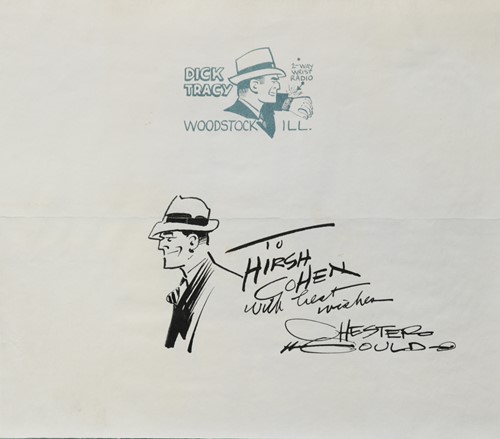 DICK
TRACY
2-WAY
WRIST
RADIO
WOODSTOCK ILL.
TO
HIRSH
COHEN
with best
wishes
CHESTER
GOULD